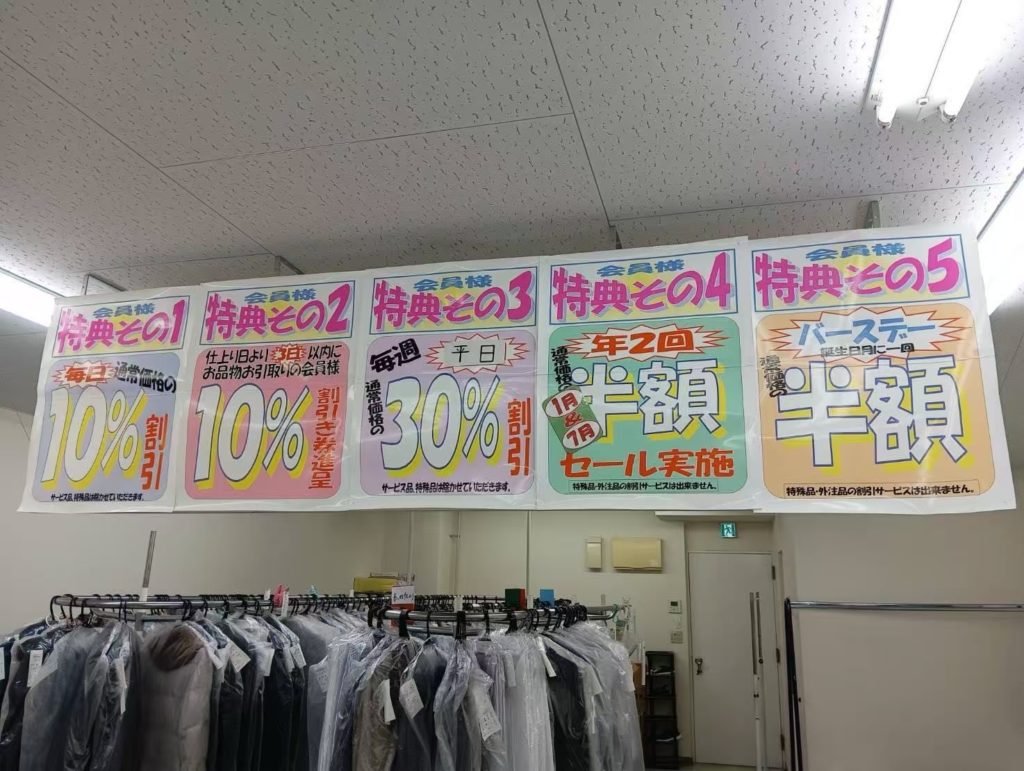 会員様
特典その1
毎日 通常価格の
10%割引
サービス品、特殊品は除かせていただきます。
会員様
特典その2
仕上り日より 5日 以内に
お品物お引取りの会員様
10%割引き券進呈
会員様
特典その3
毎週 平日
通常価格の
30%割引
サービス品、特殊品は除かせていただきます。
会員様
特典その4
年2回
通常価格の
半額
1月&7月
セール実施
特殊品・外注品の割引サービスは出来ません。
会員様
特典その5
バースデー
誕生日月に一回
通常価格の
半額
特殊品・外注品の割引サービスは出来ません。